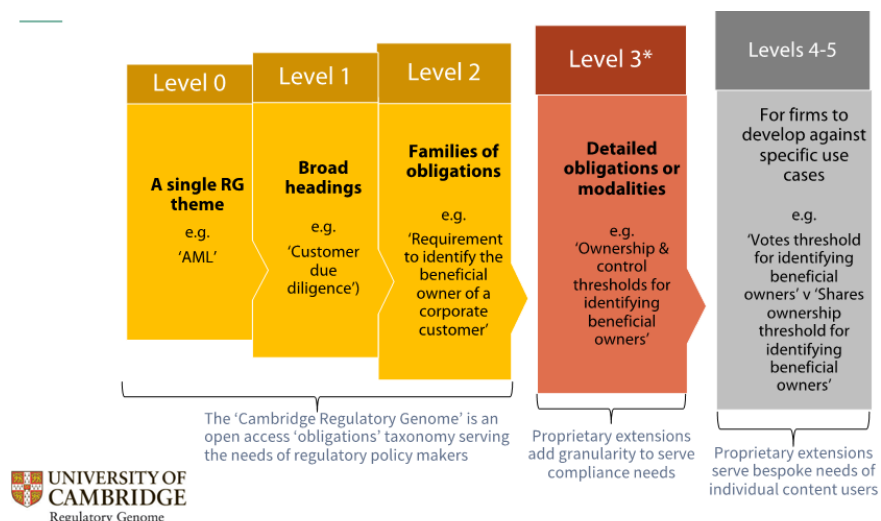 Level 0
A single RG
theme
e.g.
‘AML’
Level 1
Broad
headings
e.g.
‘Customer
due
diligence’)
Level 2
Families of
obligations
e.g.
‘Requirement
to identify the
beneficial
owner of a
corporate
customer’
Level 3*
Detailed
obligations or
modalities
e.g.
‘Ownership &
control
thresholds for
identifying
beneficial
owners’
Levels 4-5
For firms to
develop against
specific use
cases
e.g.
‘Votes threshold
for identifying
beneficial
owners’ v ‘Shares
ownership
threshold for
identifying
beneficial
owners’
The ‘Cambridge Regulatory Genome’ is an
open access ‘obligations’ taxonomy serving
the needs of regulatory policy makers
Proprietary extensions
add granularity to serve
compliance needs
Proprietary extensions
serve bespoke needs of
individual content users
UNIVERSITY OF
CAMBRIDGE
Regulatory Genome